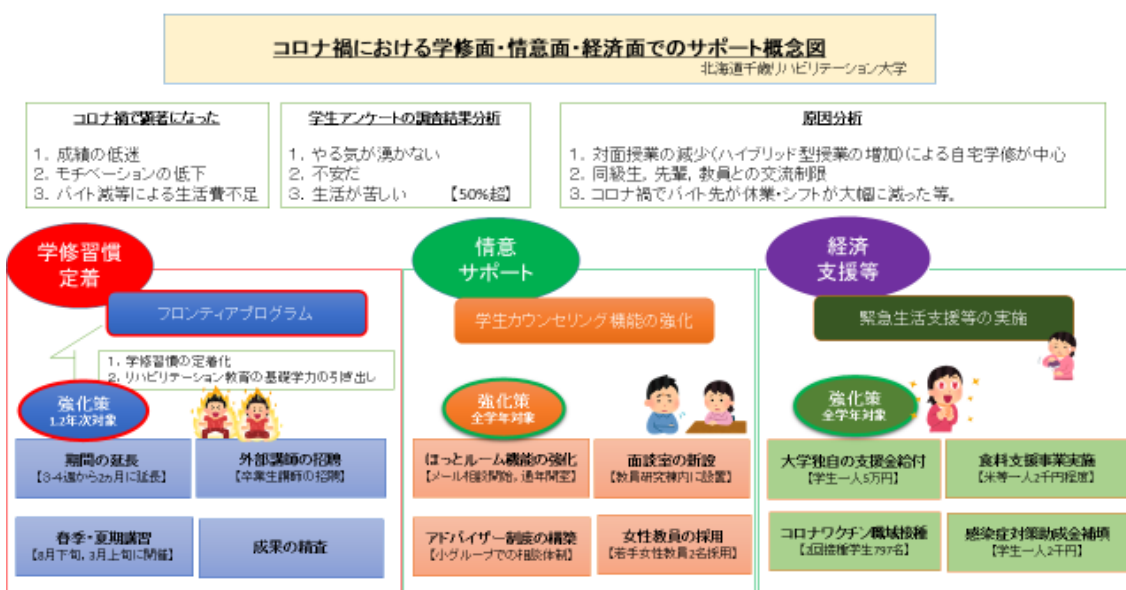 コロナ禍における学修面・情意面・経済面でのサポート概念図
北海道千歳リハビリテーション大学
コロナ禍で顕著になった
1. 成績の低迷
2. モチベーションの低下
3. バイト減等による生活費不足
学生アンケートの調査結果分析
1. やる気が湧かない
2. 不安だ
3. 生活が苦しい 【50%超】
原因分析
1. 対面授業の減少(ハイブリッド型授業の増加)による自宅学修が中心
2. 同級生, 先輩, 教員との交流制限
3. コロナ禍でバイト先が休業・シフトが大幅に減った等。
学修習慣
定着
フロンティアプログラム
1. 学修習慣の定着化
2. リハビリテーション教育の基礎学力の引き出し
強化策
1.2年次対象
期間の延長
【3-4週から2ヵ月に延長】
外部講師の招聘
【卒業生講師の招聘】
春季・夏期講習
【8月下旬, 3月上旬に開催】
成果の精査
情意
サポート
学生カウンセリング機能の強化
強化策
全学年対象
ほっとルーム機能の強化
【メール相談開始, 通年開室】
面談室の新設
【教員研究棟内に設置】
アドバイザー制度の構築
【小グループでの相談体制】
女性教員の採用
【若手女性教員2名採用】
経済
支援等
緊急生活支援等の実施
強化策
全学年対象
大学独自の支援金給付
【学生一人5万円】
食料支援事業実施
【米等一人2千円程度】
コロナワクチン職域接種
【2回接種学生797名】
感染症対策助成金補填
【学生一人2千円】